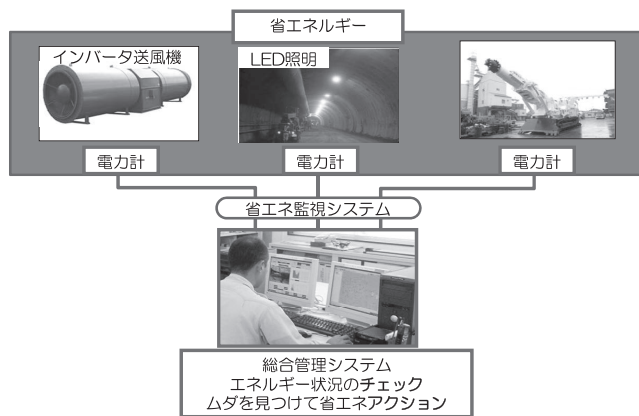 省エネルギー
インバータ送風機
LED照明
電力計
電力計
電力計
省エネ監視システム
総合管理システム
エネルギー状況のチェック
ムダを見つけて省エネアクション